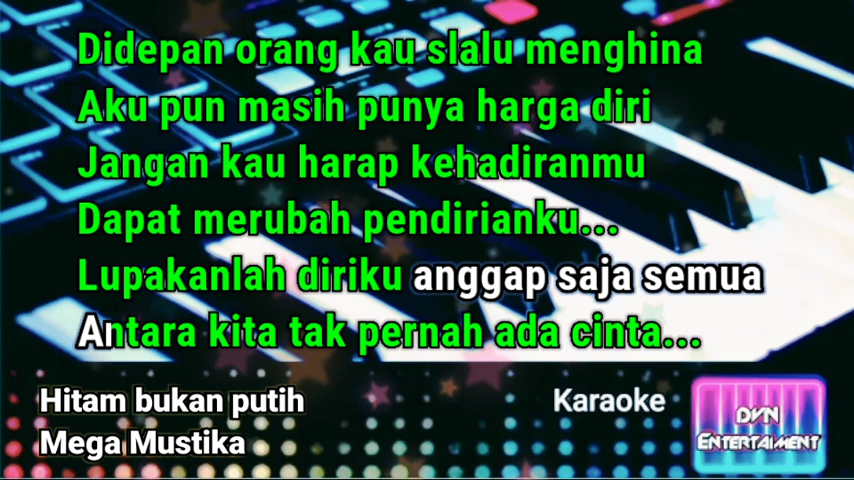 Didepan orang kau slalu menghina
Aku pun masih punya harga diri
Jangan kau harap kehadiranmu
Dapat merubah pendirianku...
Lupakanlah diriku anggap saja semua
Antara kita tak pernah ada cinta...
Hitam bukan putih
Mega Mustika
Karaoke
DVN
ENTERTAIMENT